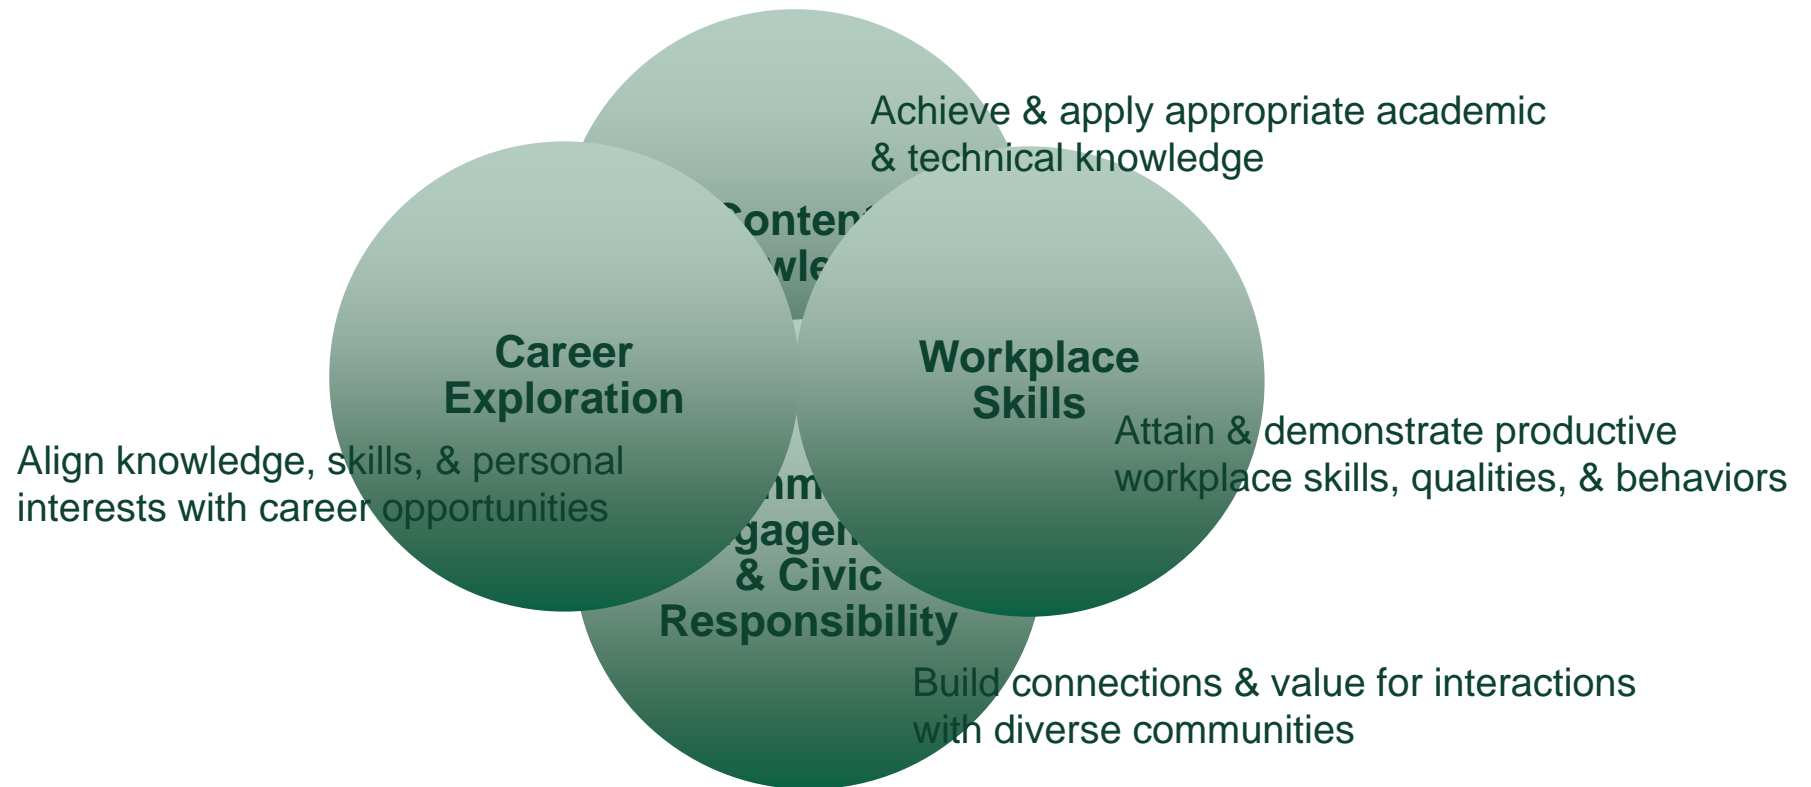 Achieve & apply appropriate academic
& technical knowledge
Content
Career
Exploration
Workplace
Skills
Align knowledge, skills, & personal
interests with career opportunities
Attain & demonstrate productive
workplace skills, qualities, & behaviors
& Civic
Responsibility
Build connections & value for interactions
with diverse communities